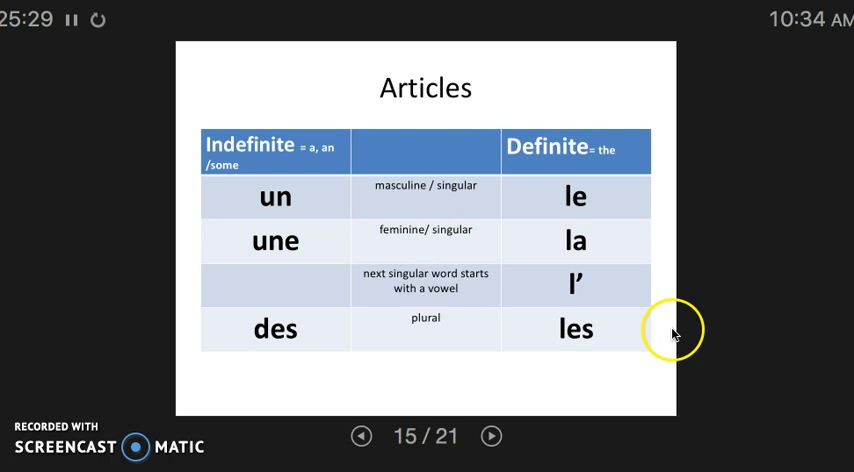 25:29
10:34 AM
Articles
Indefinite = a, an
/some
Definite= the
un
masculine / singular
le
une
feminine/ singular
la
next singular word starts
with a vowel
l’
des
plural
les
RECORDED WITH
SCREENCAST MATIC
15 / 21